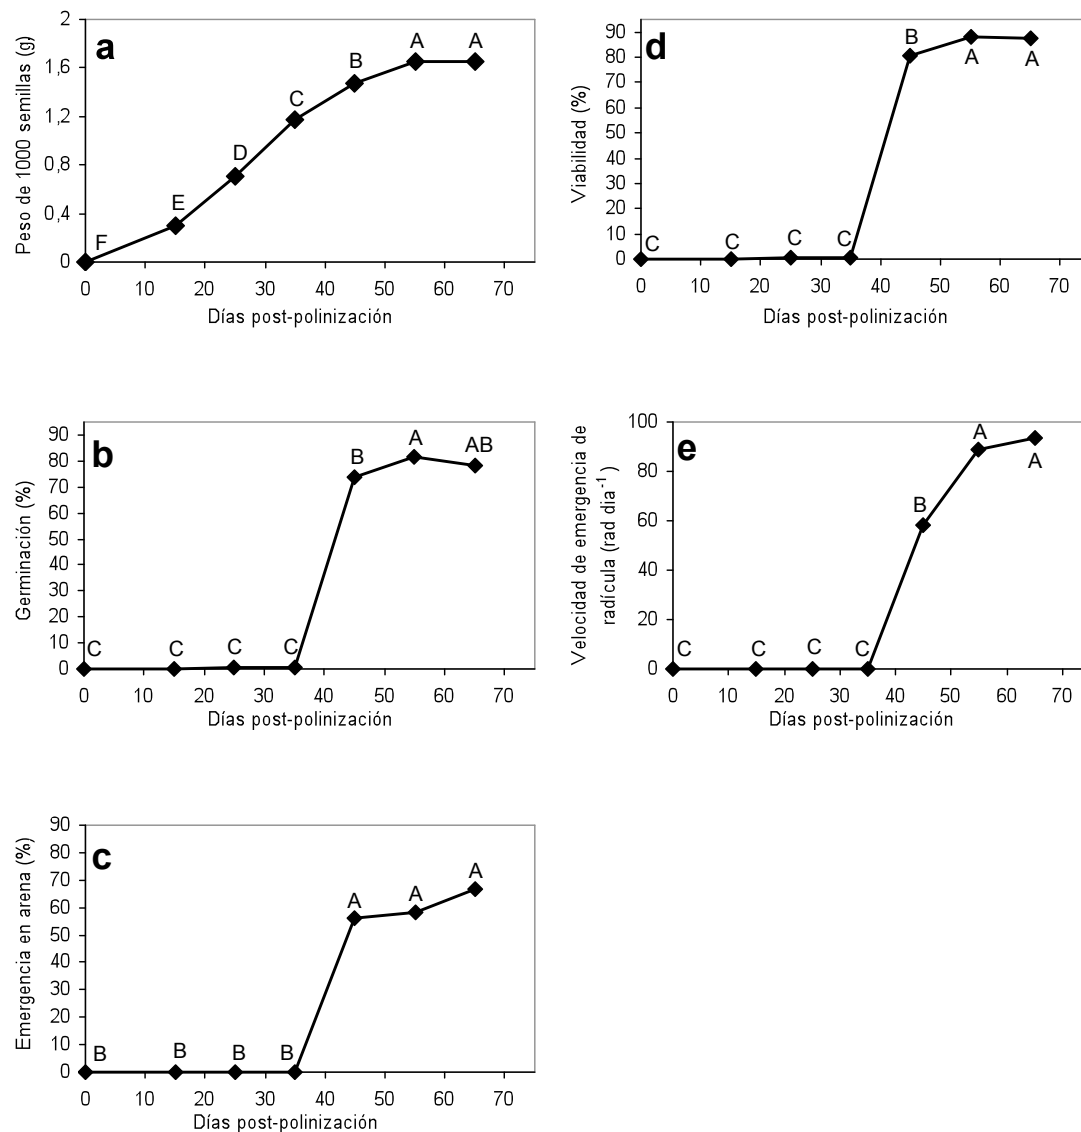 a
Peso de 1000 semillas (g)
2
1,6
1,2
0,8
0,4
0
F E D C B A A
0 10 20 30 40 50 60 70
Días post-polinización
d
Viabilidad (%)
90
80
70
60
50
40
30
20
10
0
C C C C B A A
0 10 20 30 40 50 60 70
Días post-polinización
b
Germinación (%)
90
80
70
60
50
40
30
20
10
0
C C C C B A AB
0 10 20 30 40 50 60 70
Días post-polinización
e
Velocidad de emergencia de
radícula (rad dia⁻¹)
100
80
60
40
20
0
C C C C B A A
0 10 20 30 40 50 60 70
Días post-polinización
c
Emergencia en arena (%)
90
80
70
60
50
40
30
20
10
0
B B B B A A A
0 10 20 30 40 50 60 70
Días post-polinización